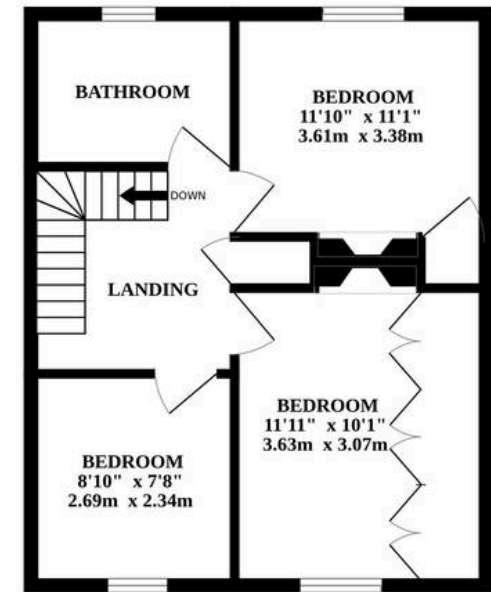 BATHROOM
BEDROOM
11'10" x 11'1"
3.61m x 3.38m
DOWN
LANDING
BEDROOM
11'11" x 10'1"
3.63m x 3.07m
BEDROOM
8'10" x 7'8"
2.69m x 2.34m